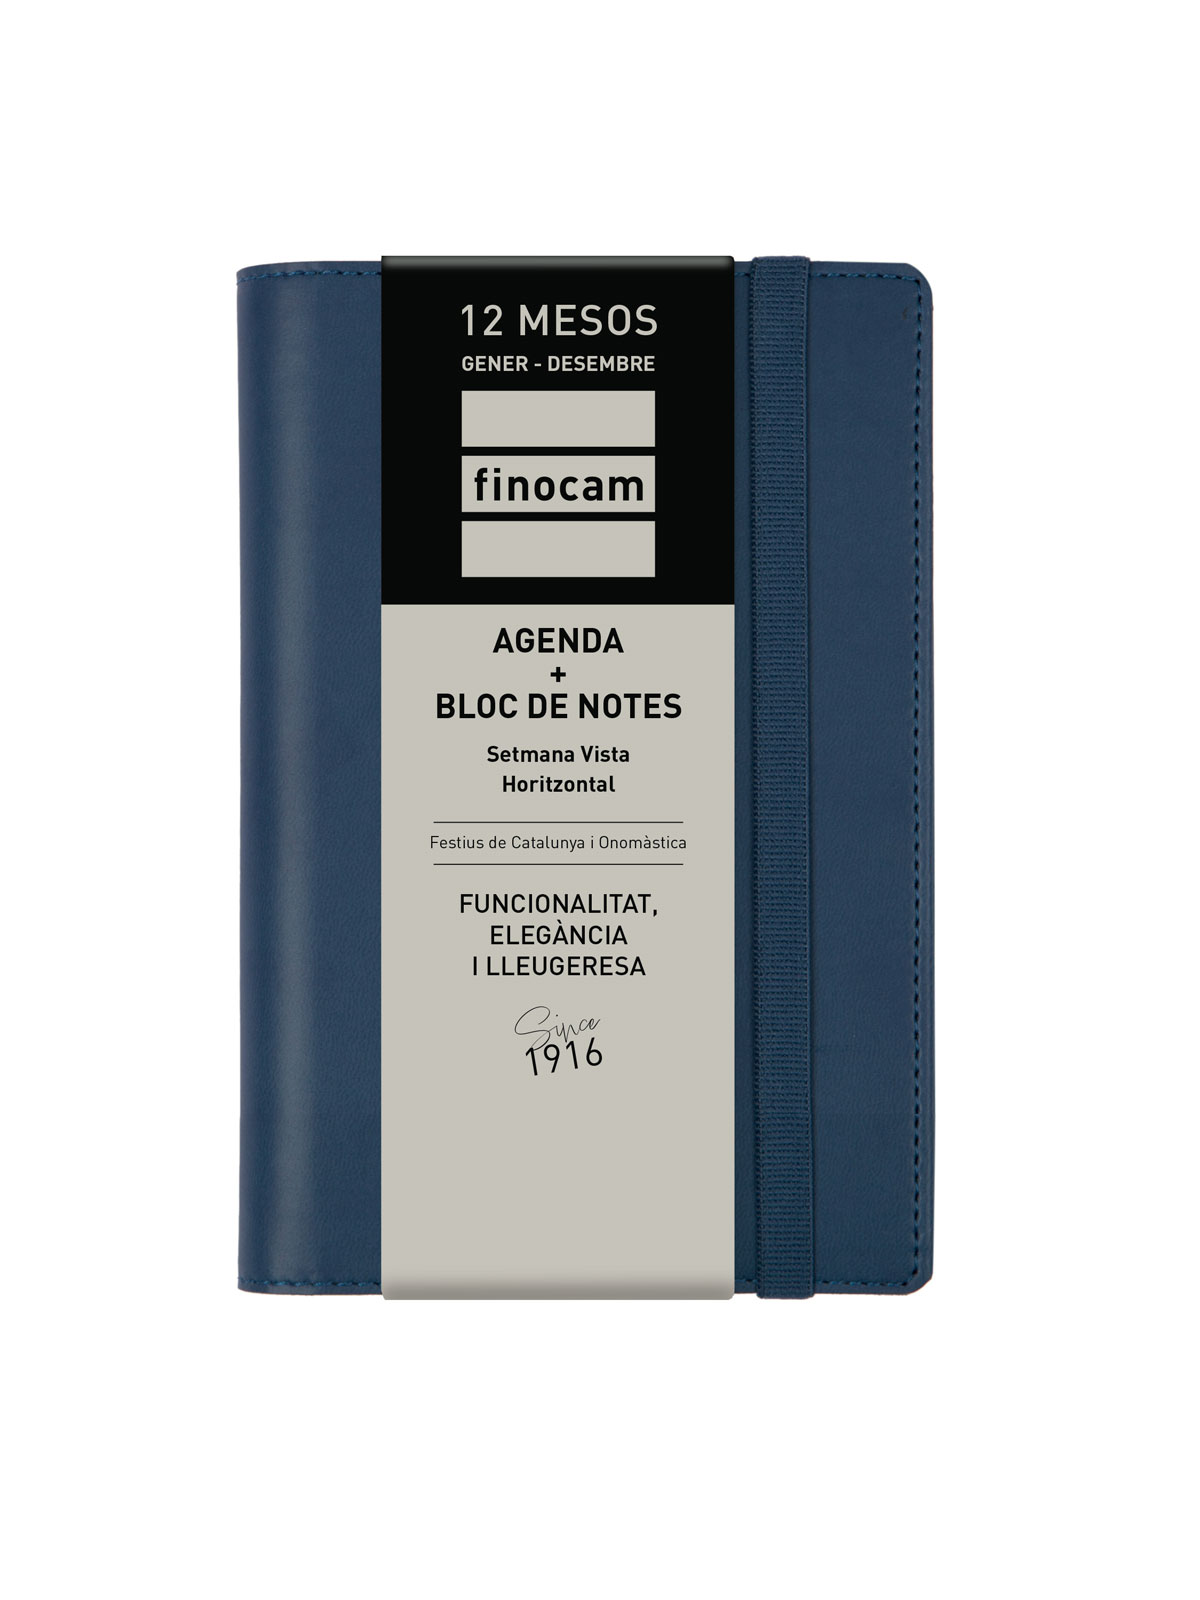 12 MESOS
GENER - DESEMBRE
finocam
AGENDA
+
BLOC DE NOTES
Setmana Vista
Horitzontal
Festius de Catalunya i Onomàstica
FUNCIONALITAT,
ELEGÀNCIA
I LLEUGERESA
Since
1916